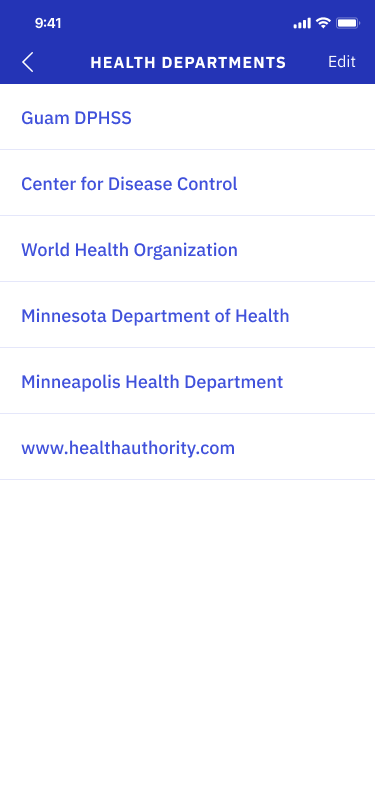 9:41
HEALTH DEPARTMENTS
Edit
Guam DPHSS
Center for Disease Control
World Health Organization
Minnesota Department of Health
Minneapolis Health Department
www.healthauthority.com